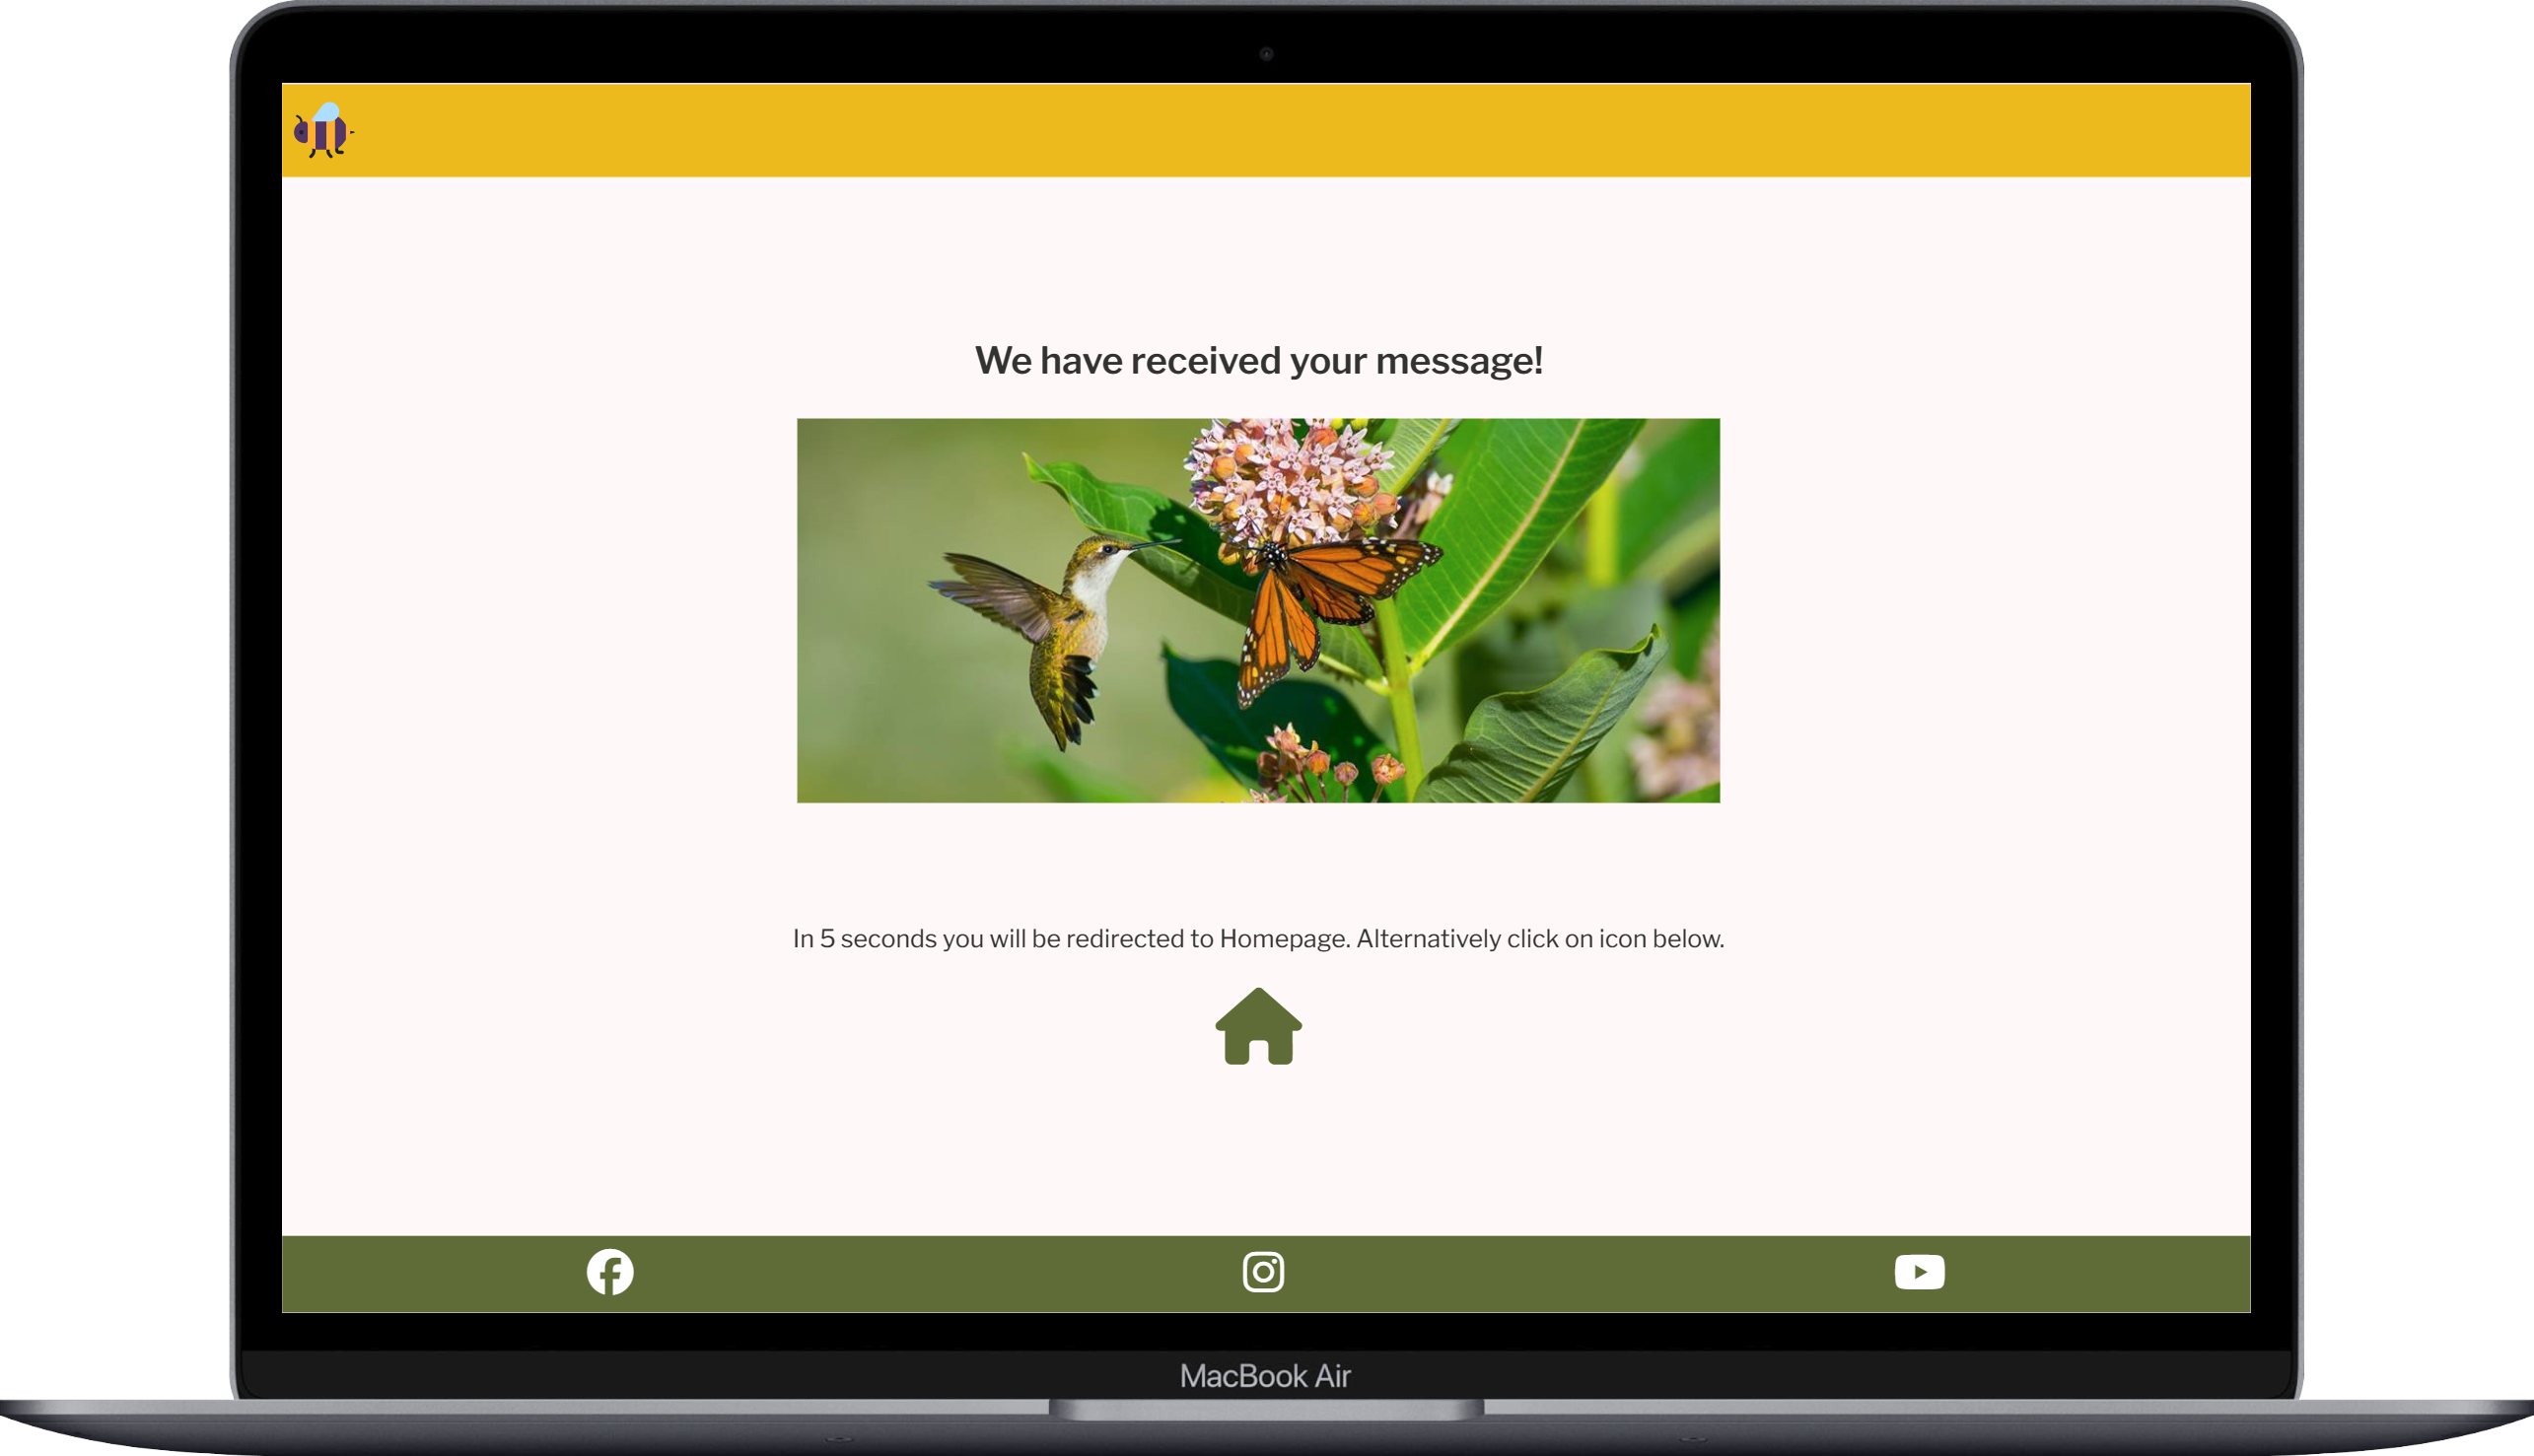 We have received your message!
In 5 seconds you will be redirected to Homepage. Alternatively click on icon below.
MacBook Air